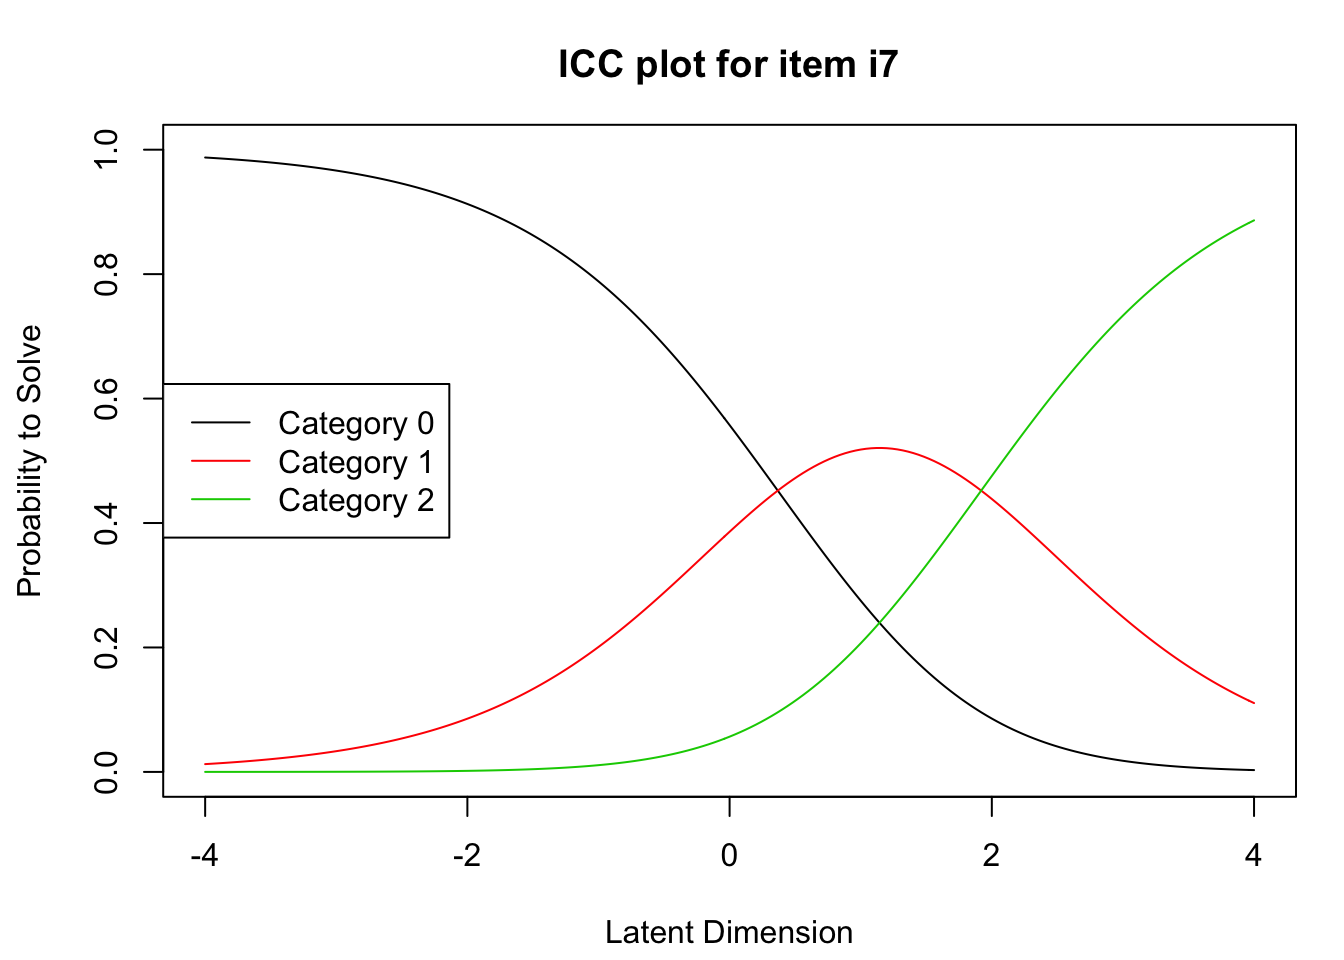 ICC plot for item i7
Probability to Solve
1.0
0.8
0.6
0.4
0.2
0.0
Category 0
Category 1
Category 2
-4
-2
0
2
4
Latent Dimension